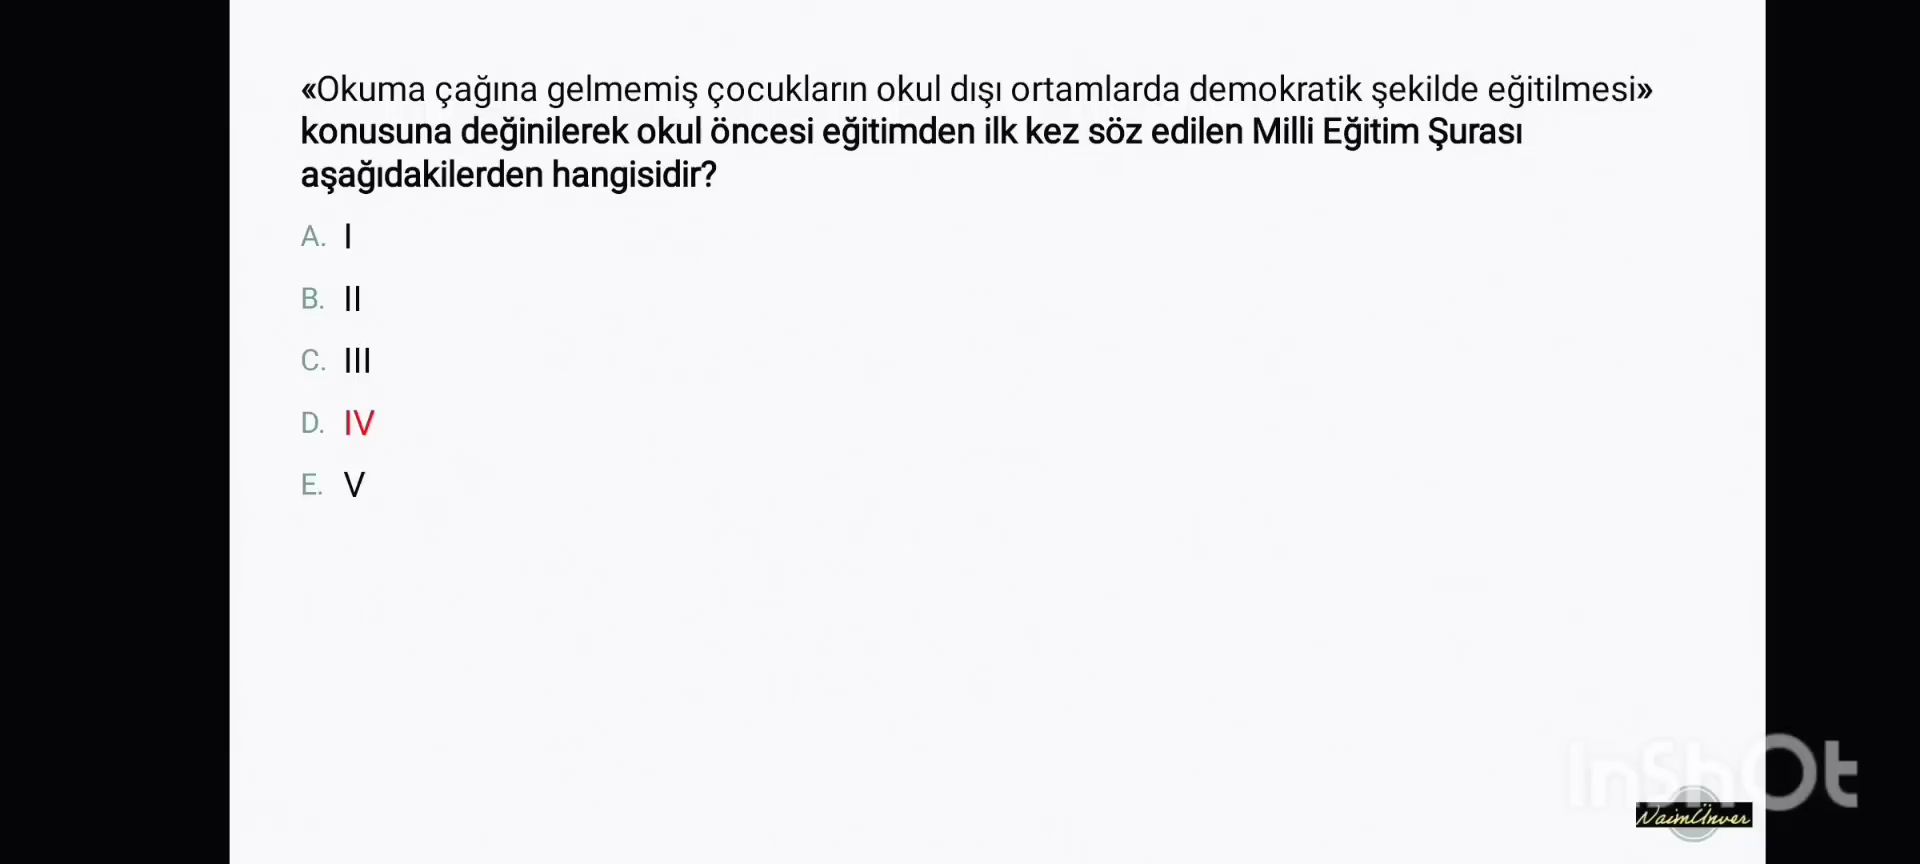 «Okuma çağına gelmemiş çocukların okul dışı ortamlarda demokratik şekilde eğitilmesi»
konusuna değinilerek okul öncesi eğitimden ilk kez söz edilen Milli Eğitim Şurası
aşağıdakilerden hangisidir?
A. I
B. II
C. III
D. IV
E. V
InShOt
NaimÜnver